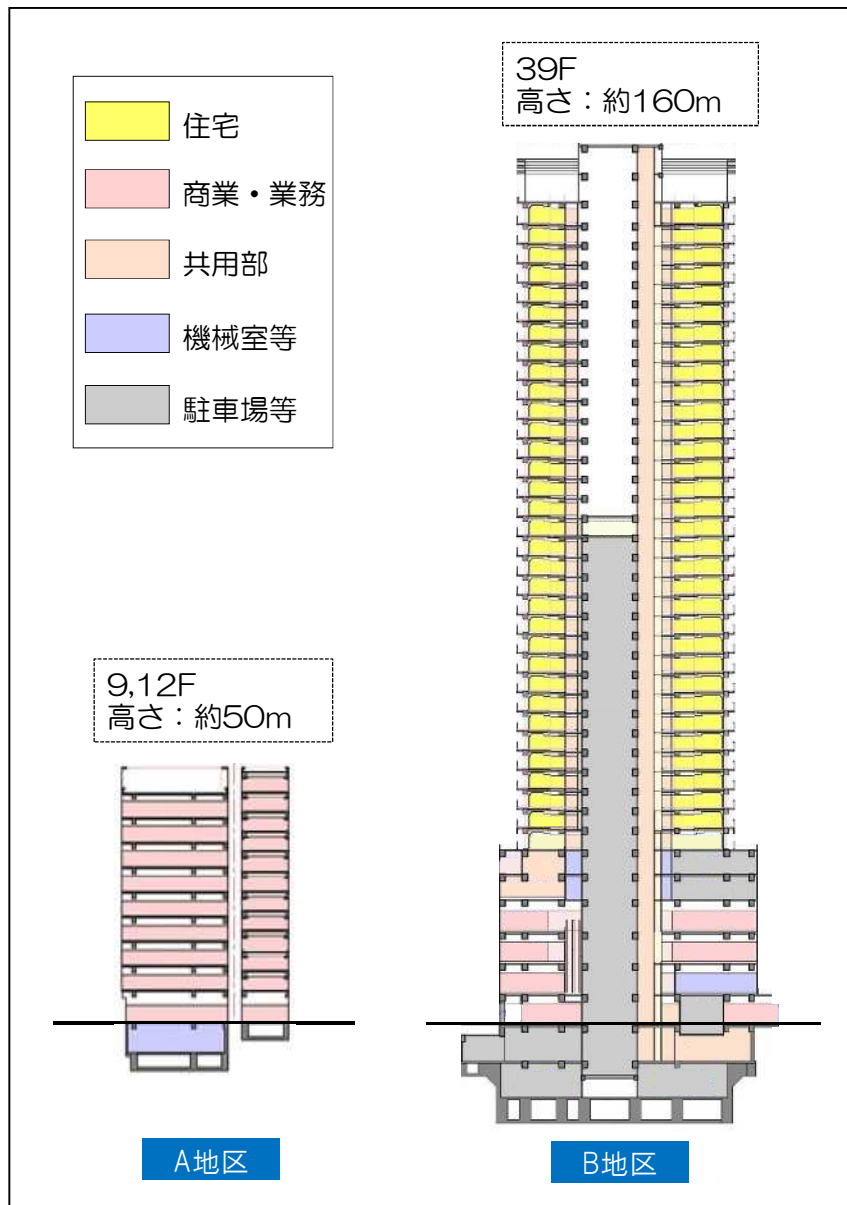 39F
高さ：約160m
住宅
商業・業務
共用部
機械室等
駐車場等
9,12F
高さ：約50m
A地区
B地区